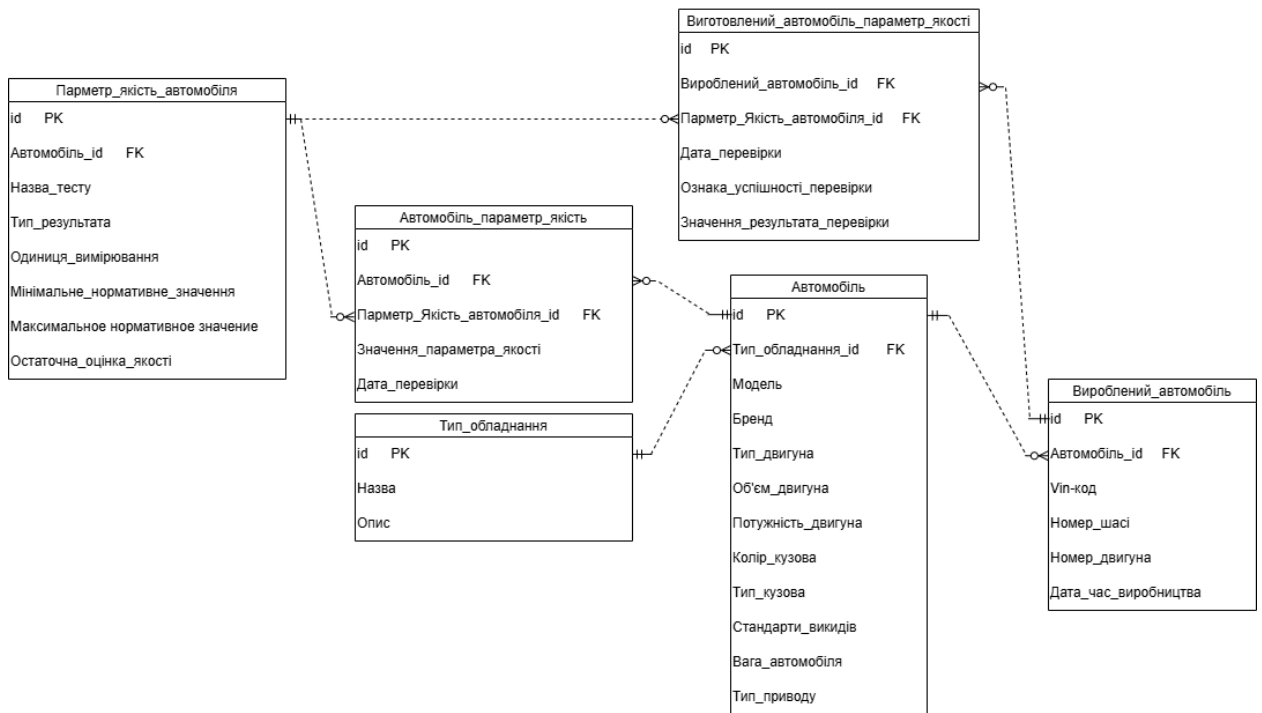 Виготовлений_автомобіль_параметр_якості
id PK
Вироблений_автомобіль_id FK
Парметр_Якість_автомобіля_id FK
Дата_перевірки
Ознака_успішності_перевірки
Значення_результата_перевірки
Парметр_якість_автомобіля
id PK
Автомобіль_id FK
Назва_тесту
Тип_результата
Одиниця_вимірювання
Мінімальне_нормативне_значення
Максимальное нормативное значение
Остаточна_оцінка_якості
Автомобіль_параметр_якість
id PK
Автомобіль_id FK
Парметр_Якість_автомобіля_id FK
Значення_параметра_якості
Дата_перевірки
Тип_обладнання
id PK
Назва
Опис
Автомобіль
id PK
Тип_обладнання_id FK
Модель
Бренд
Тип_двигуна
Об'єм_двигуна
Потужність_двигуна
Колір_кузова
Тип_кузова
Стандарти_викидів
Вага_автомобіля
Тип_приводу
Вироблений_автомобіль
id PK
Автомобіль_id FK
Vin-код
Номер_шасі
Номер_двигуна
Дата_час_виробництва